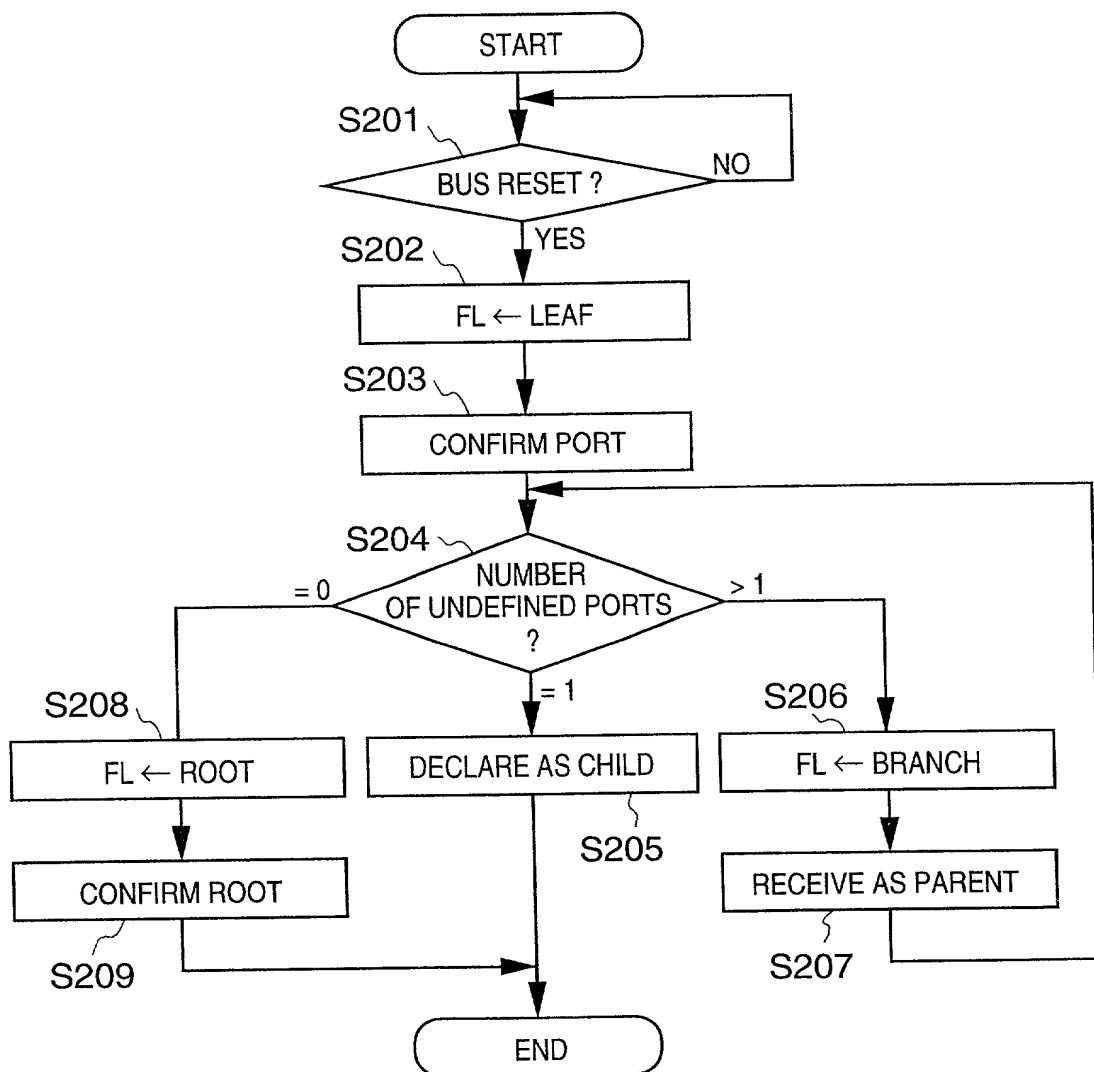 START
S201
BUS RESET ?
NO
YES
S202
FL ← LEAF
S203
CONFIRM PORT
S204
NUMBER
OF UNDEFINED PORTS
?
= 0
> 1
= 1
S208
FL ← ROOT
DECLARE AS CHILD
S205
S206
FL ← BRANCH
CONFIRM ROOT
S209
RECEIVE AS PARENT
S207
END